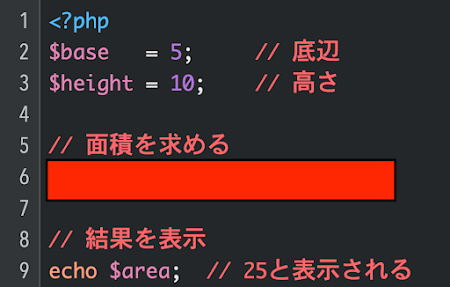 1 <?php
2 $base   = 5;     // 底辺
3 $height = 10;    // 高さ
4
5 // 面積を求める
6
7
8 // 結果を表示
9 echo $area;  // 25と表示される